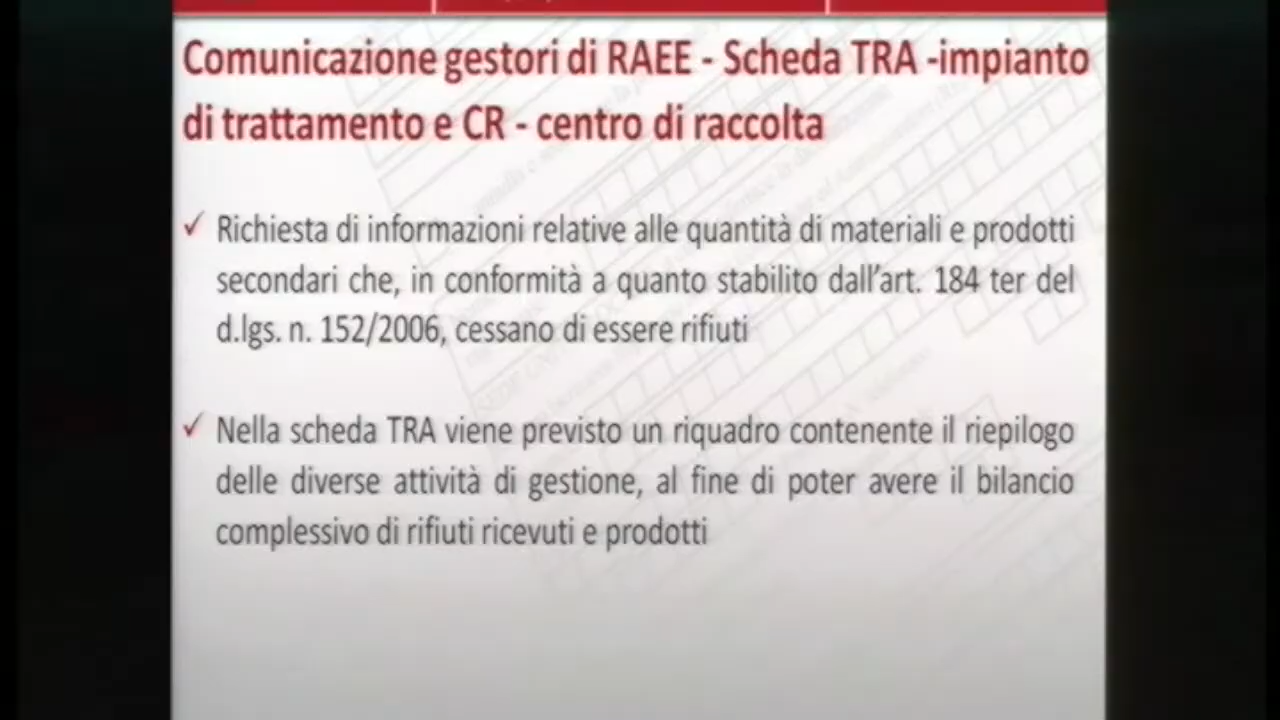 Comunicazione gestori di RAEE - Scheda TRA -impianto
di trattamento e CR - centro di raccolta
✓ Richiesta di informazioni relative alle quantità di materiali e prodotti
secondari che, in conformità a quanto stabilito dall’art. 184 ter del
d.lgs. n. 152/2006, cessano di essere rifiuti
✓ Nella scheda TRA viene previsto un riquadro contenente il riepilogo
delle diverse attività di gestione, al fine di poter avere il bilancio
complessivo di rifiuti ricevuti e prodotti